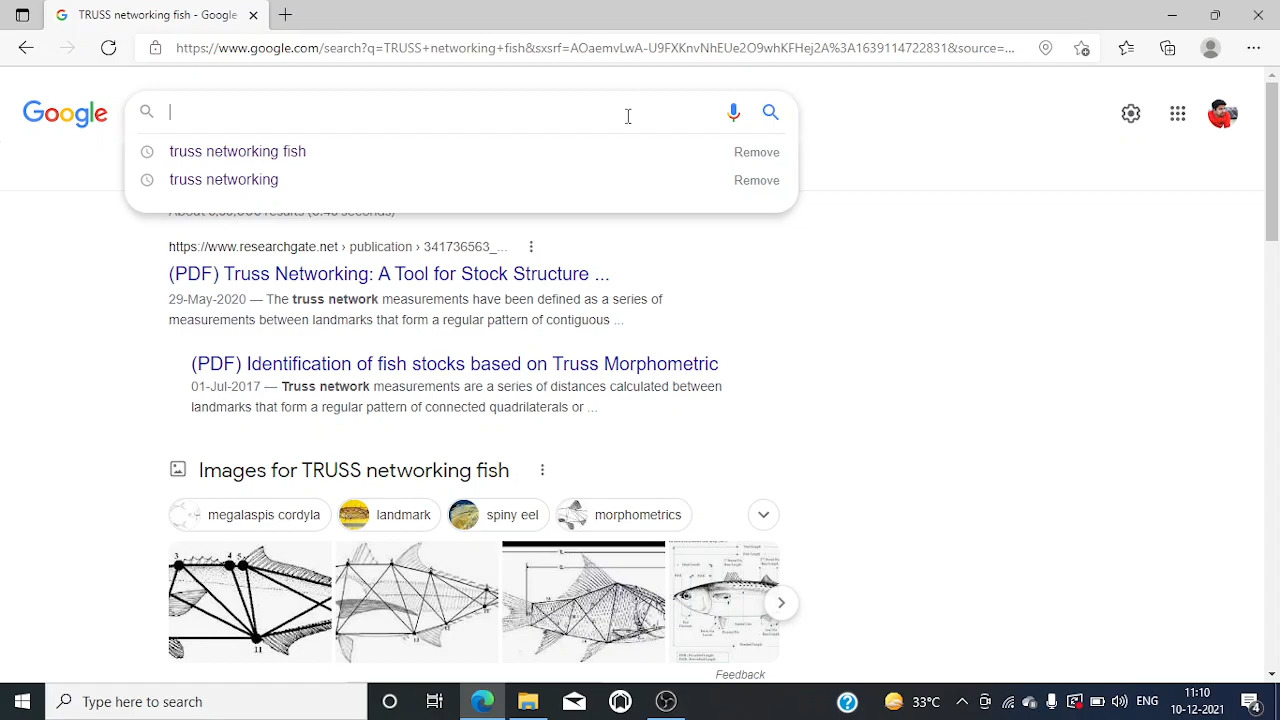 TRUSS networking fish - Google
https://www.google.com/search?q=TRUSS+networking+fish&sxsrf=AOaemvLwA-U9FXKnvNhEUe2O9whKFHej2A%3A1639114722831&source=...
Google
truss networking fish Remove
truss networking Remove
https://www.researchgate.net › publication › 341736563_...
(PDF) Truss Networking: A Tool for Stock Structure ...
29-May-2020 — The truss network measurements have been defined as a series of
measurements between landmarks that form a regular pattern of contiguous ...
(PDF) Identification of fish stocks based on Truss Morphometric
01-Jul-2017 — Truss network measurements are a series of distances calculated between
landmarks that form a regular pattern of connected quadrilaterals or ...
Images for TRUSS networking fish
megalaspis cordyla landmark spiny eel morphometrics
11
Feedback
Type here to search
33°C ENG 11:10
10-12-2021 4